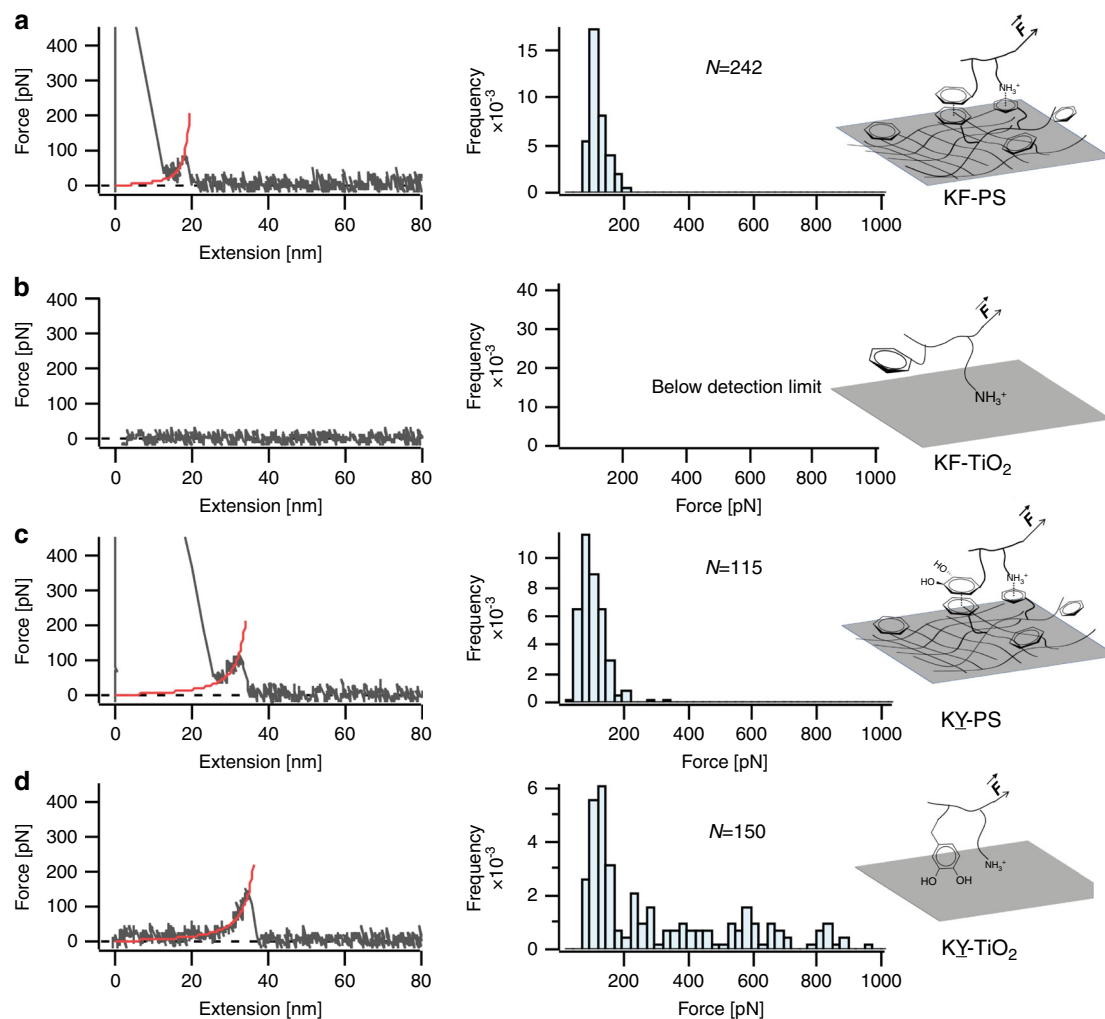 a
Force [pN]
400
300
200
100
0
0 20 40 60 80
Extension [nm]
Frequency
×10⁻³
15
10
5
0
200 400 600 800 1000
N=242
F
NH₃⁺
KF-PS
b
Force [pN]
400
300
200
100
0
0 20 40 60 80
Extension [nm]
Frequency
×10⁻³
40
30
20
10
0
200 400 600 800 1000
Force [pN]
Below detection limit
F
NH₃⁺
KF-TiO₂
c
Force [pN]
400
300
200
100
0
0 20 40 60 80
Extension [nm]
Frequency
×10⁻³
10
8
6
4
2
0
200 400 600 800 1000
Force [pN]
N=115
F
HO
HO
NH₃⁺
KY-PS
d
Force [pN]
400
300
200
100
0
0 20 40 60 80
Extension [nm]
Frequency
×10⁻³
6
4
2
0
200 400 600 800 1000
Force [pN]
N=150
F
HO OH
NH₃⁺
KY-TiO₂